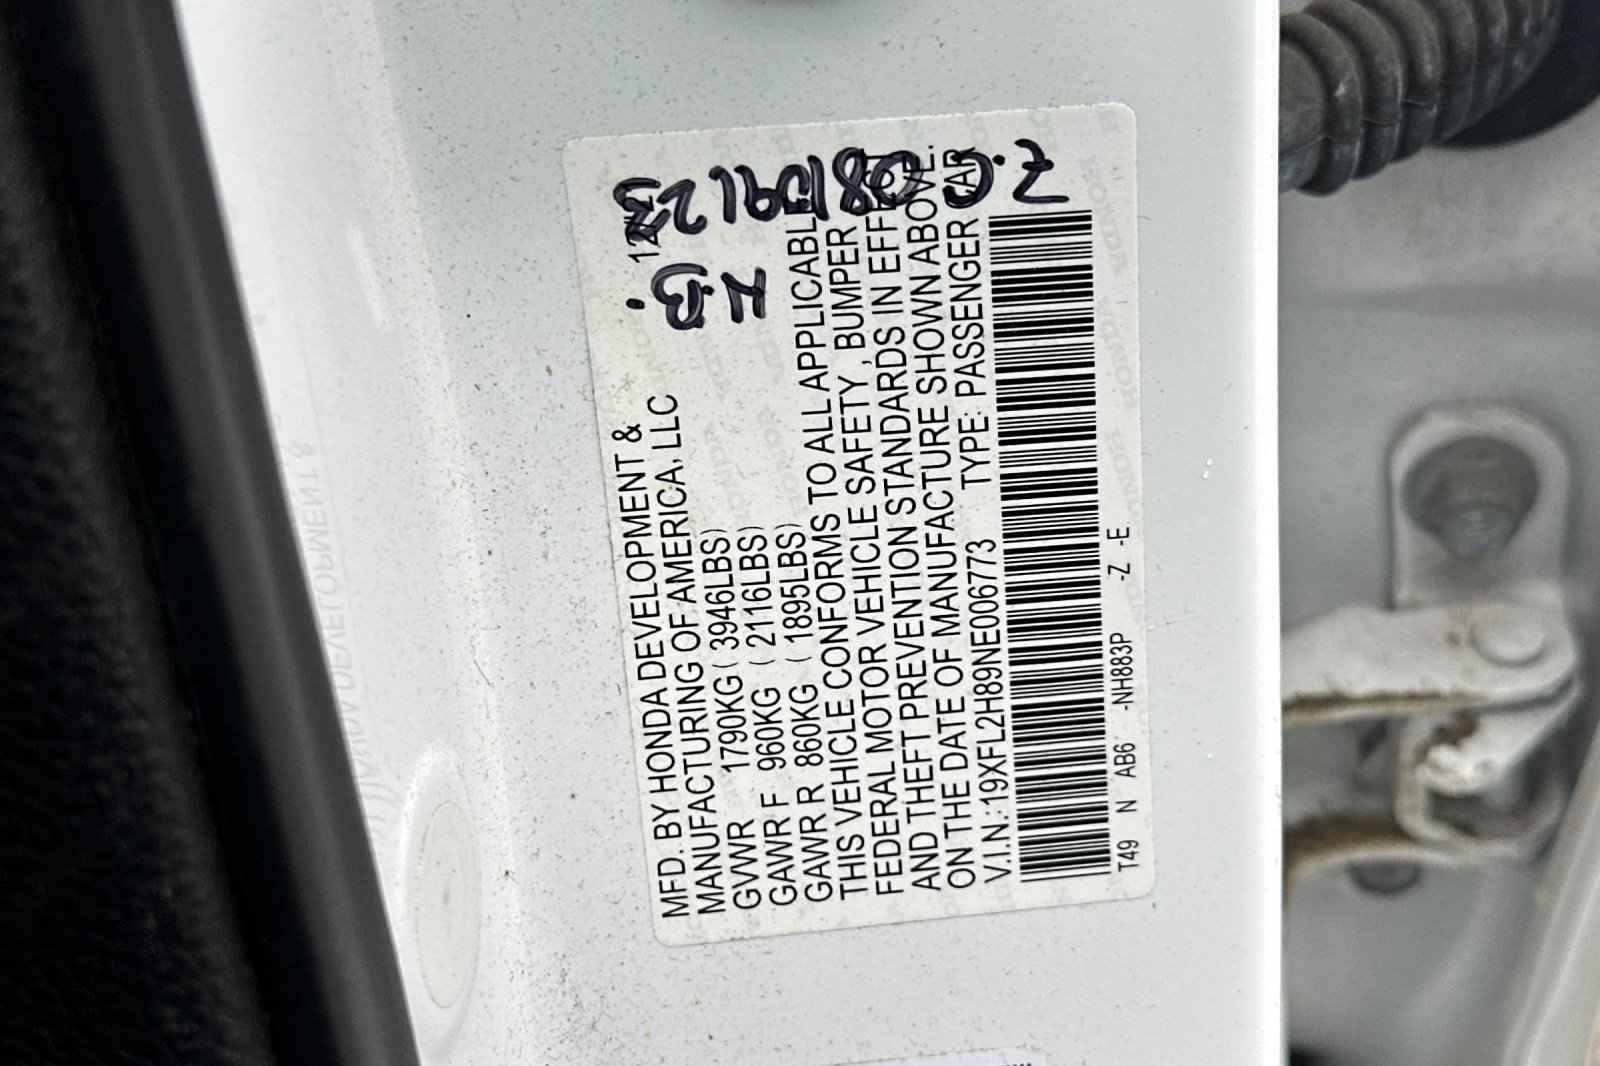 MFD. BY HONDA DEVELOPMENT &
MANUFACTURING OF AMERICA, LLC
GVWR 1790KG ( 3946LBS)
GAWR F 960KG ( 2116LBS)
GAWR R 860KG ( 1895LBS)
THIS VEHICLE CONFORMS TO ALL APPLICABLE
FEDERAL MOTOR VEHICLE SAFETY , BUMPER
AND THEFT PREVENTION STANDARDS IN EFFECT
ON THE DATE OF MANUFACTURE SHOWN ABOVE.
V.I.N.:19XFL2H89NE006773 TYPE: PASSENGER CAR
T49 N AB6 -NH883P -Z -E